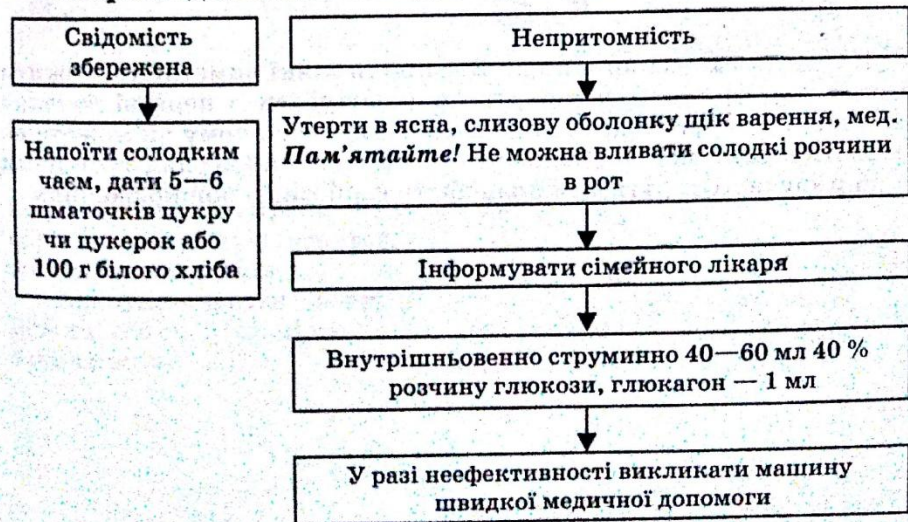 Свідомість
збережена
Напоїти солодким
чаєм, дати 5—6
шматочків цукру
чи цукерок або
100 г білого хліба
Непритомність
Утерти в ясна, слизову оболонку щік варення, мед.
Пам’ятайте! Не можна вливати солодкі розчини
в рот
Інформувати сімейного лікаря
Внутрішньовенно струминно 40—60 мл 40 %
розчину глюкози, глюкагон — 1 мл
У разі неефективності викликати машину
швидкої медичної допомоги